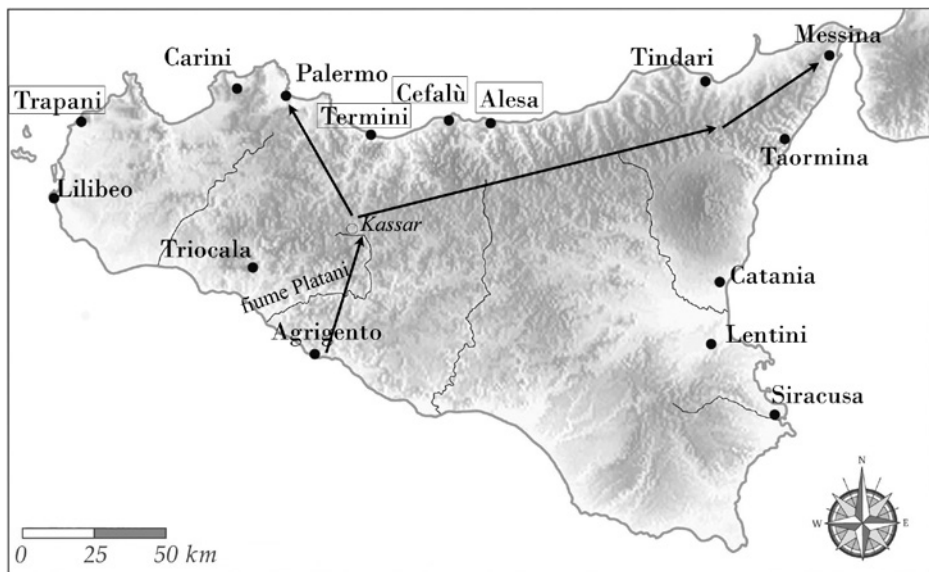 Messina
Carini
Tindari
Palermo
Cefalù
Trapani
Termini
Alesa
Taormina
Lilibeo
Kassar
Triocala
fiume Platani
Catania
Agrigento
Lentini
Siracusa
N
W
E
S
0 25 50 km